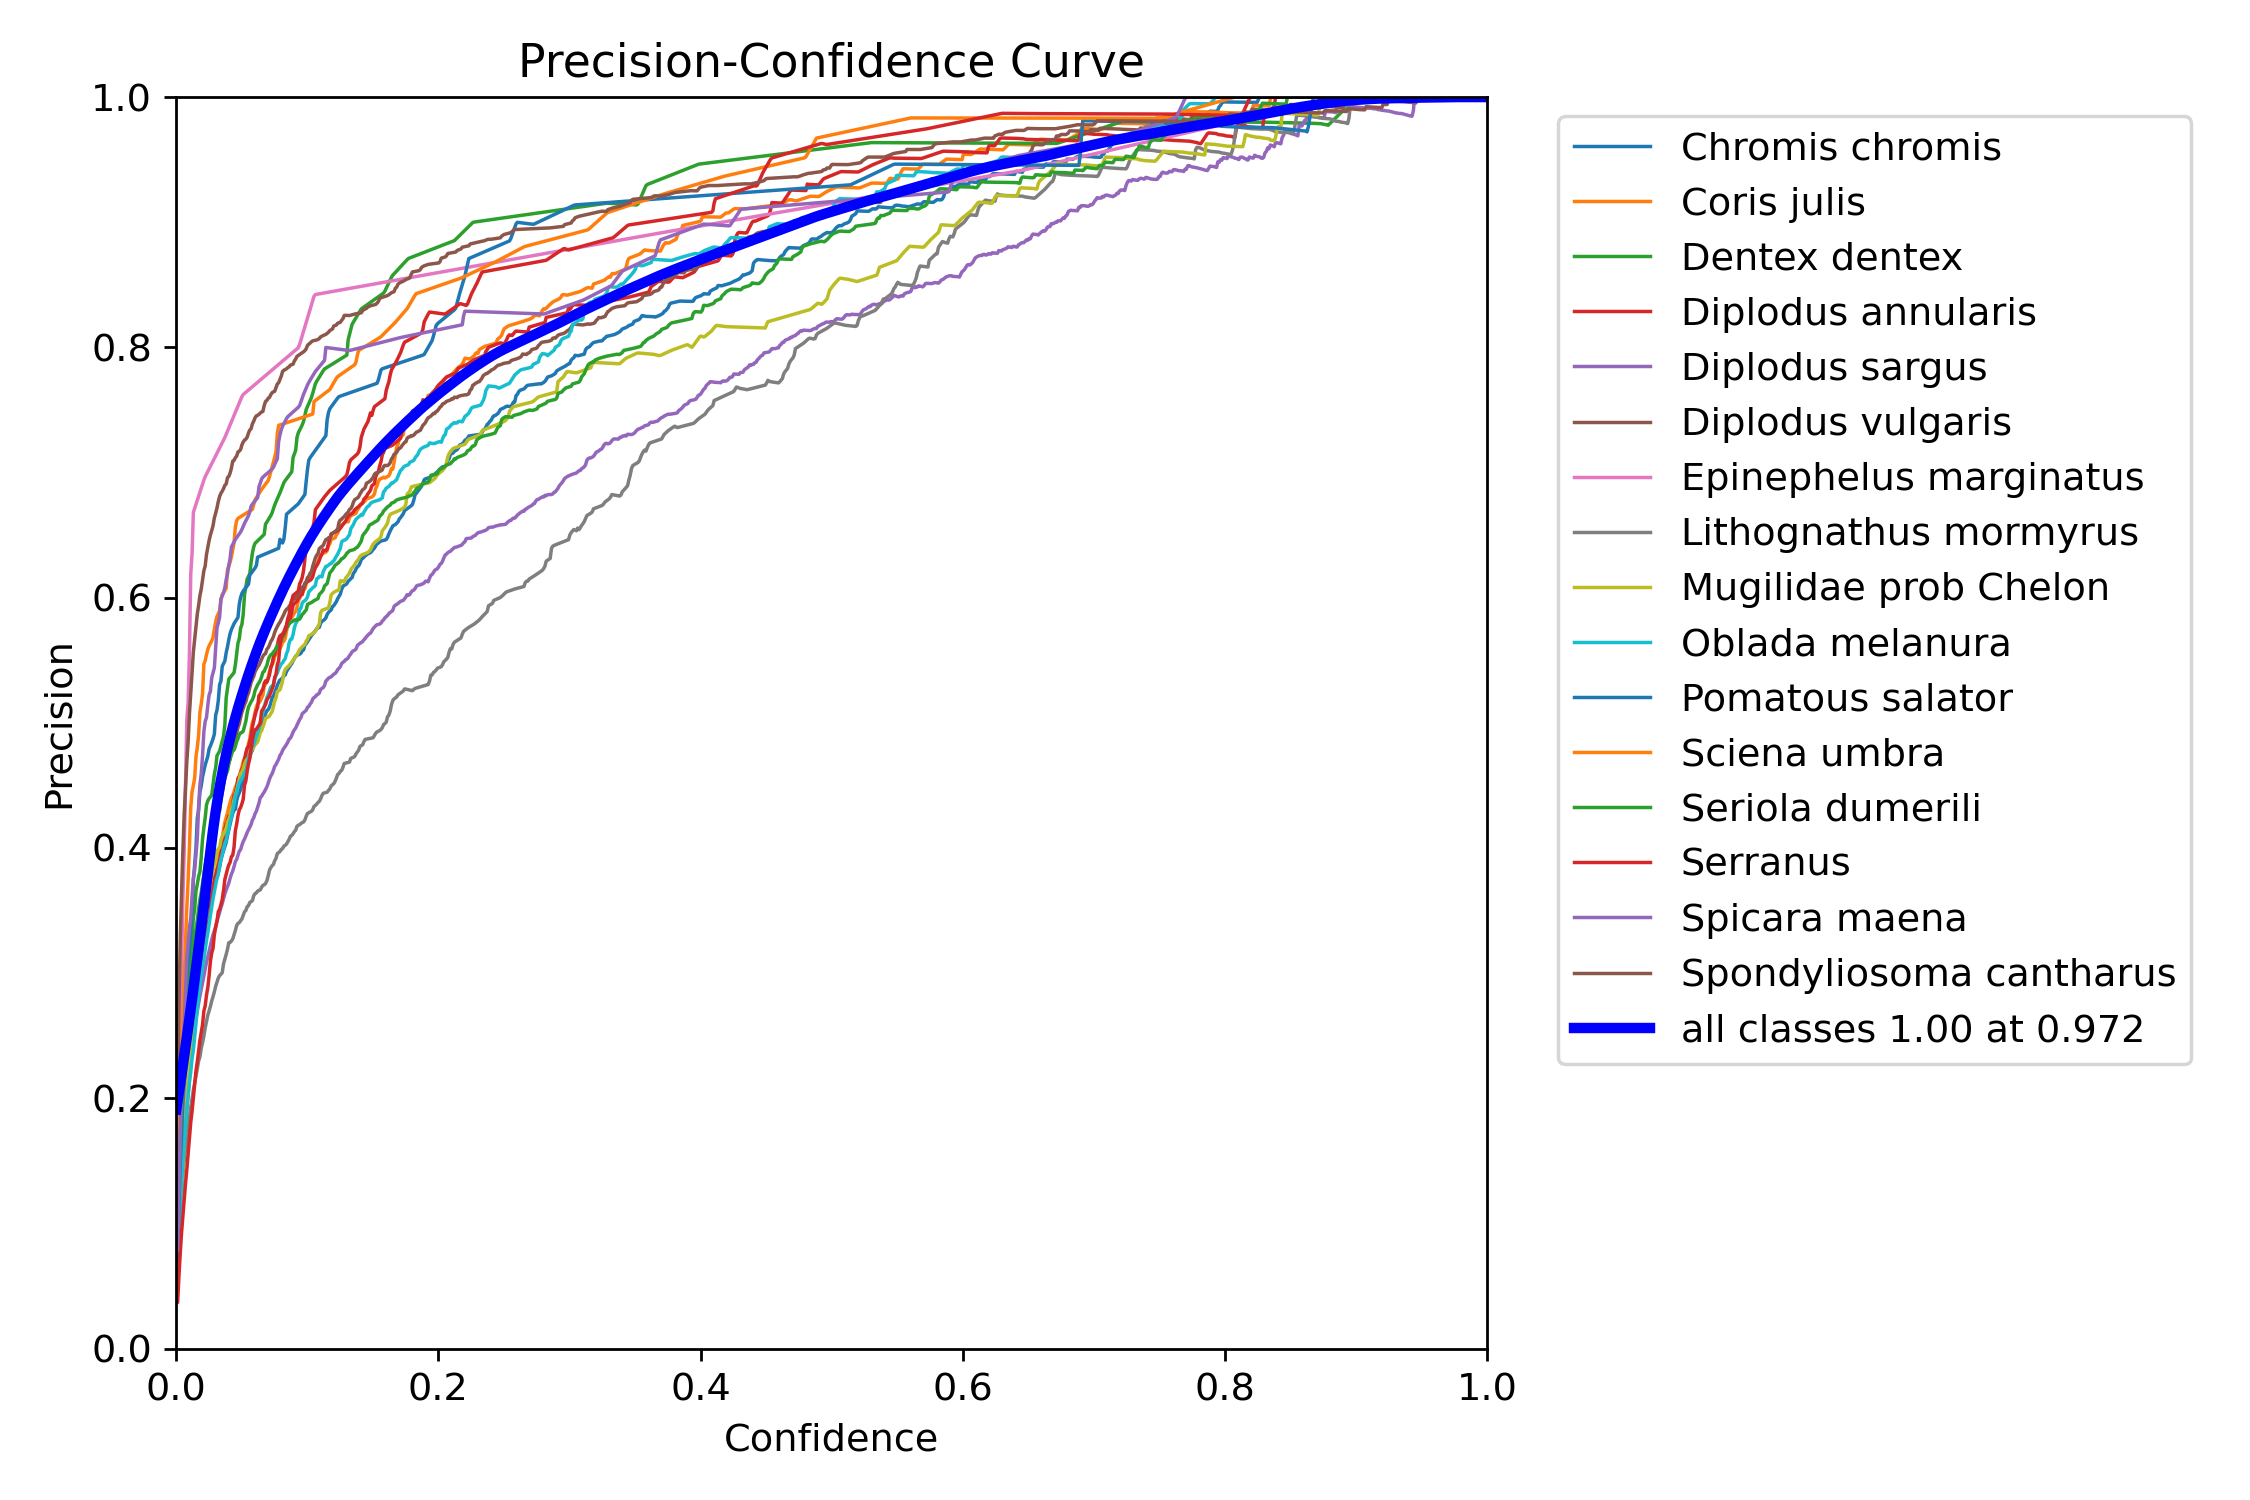 Precision-Confidence Curve
1.0
0.8
0.6
0.4
0.2
0.0
Precision
0.0 0.2 0.4 0.6 0.8 1.0
Confidence
Chromis chromis
Coris julis
Dentex dentex
Diplodus annularis
Diplodus sargus
Diplodus vulgaris
Epinephelus marginatus
Lithognathus mormyrus
Mugilidae prob Chelon
Oblada melanura
Pomatous salator
Sciena umbra
Seriola dumerili
Serranus
Spicara maena
Spondyliosoma cantharus
all classes 1.00 at 0.972